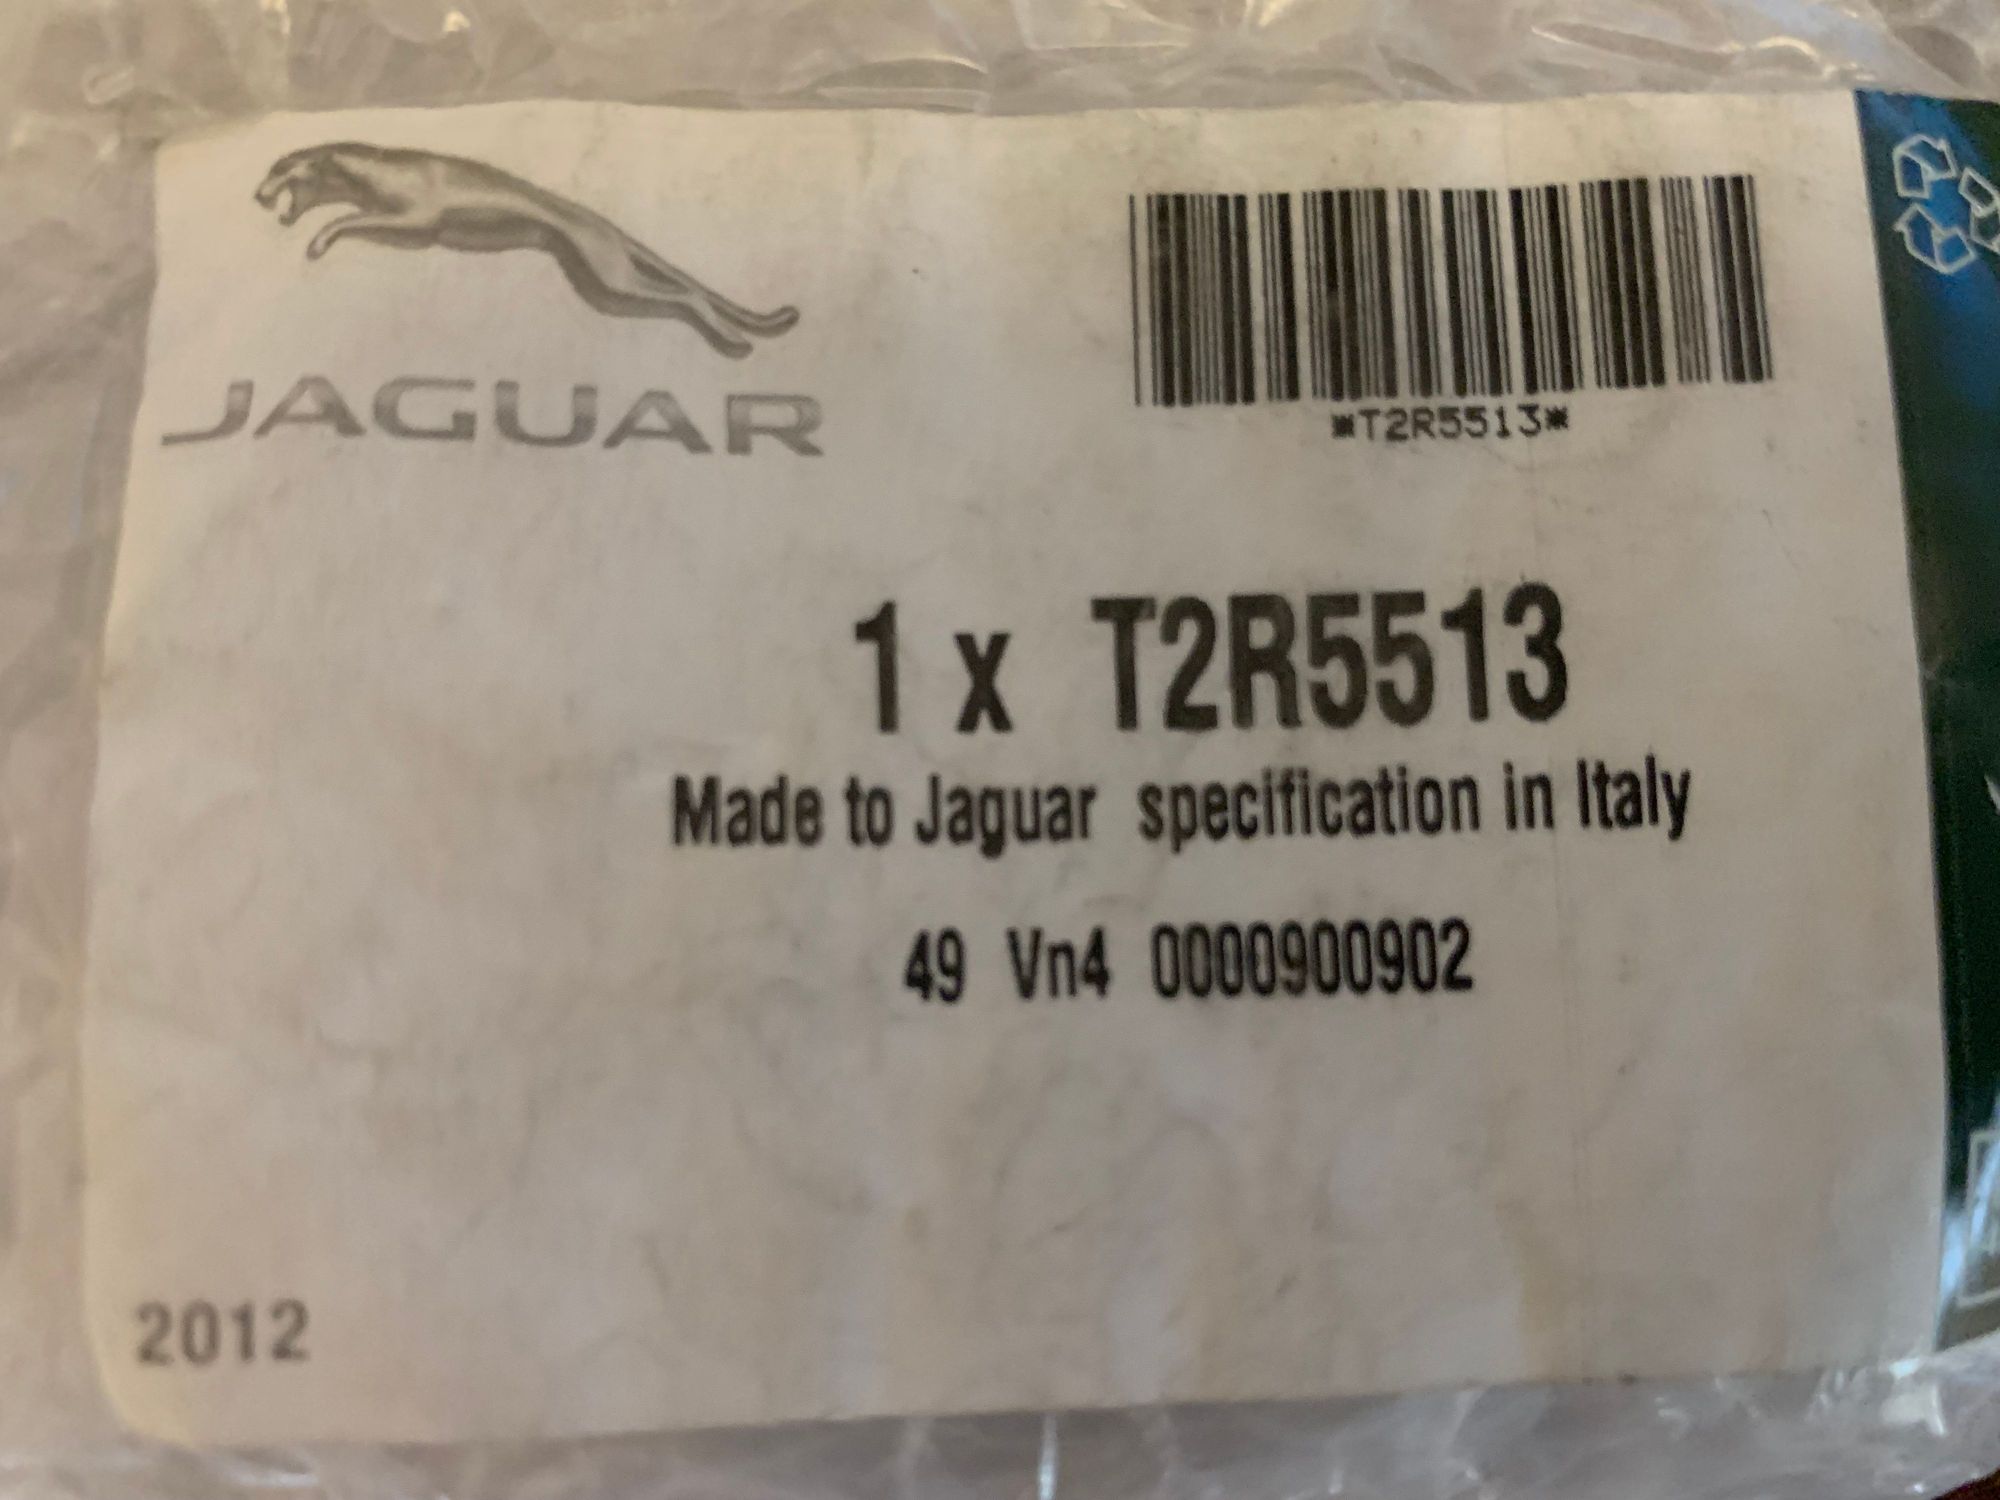 JAGUAR
*T2R5513*
1 x T2R5513
Made to Jaguar specification in Italy
49 Vn4 0000900902
2012